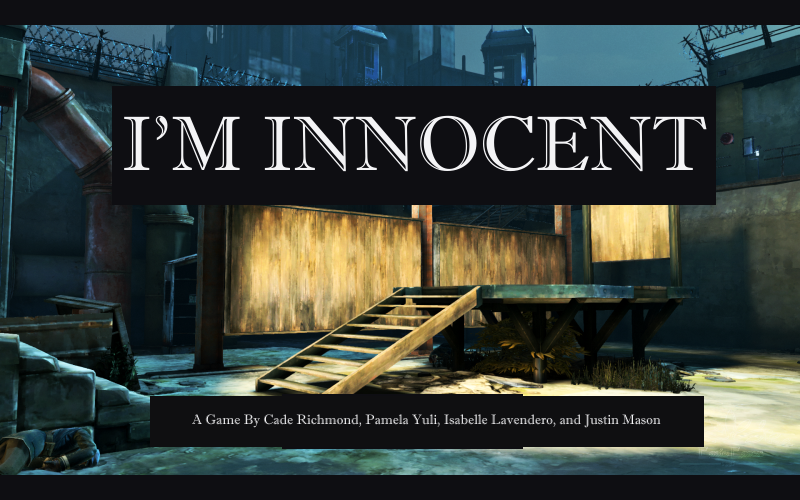 I’M INNOCENT
A Game By Cade Richmond, Pamela Yuli, Isabelle Lavendero, and Justin Mason